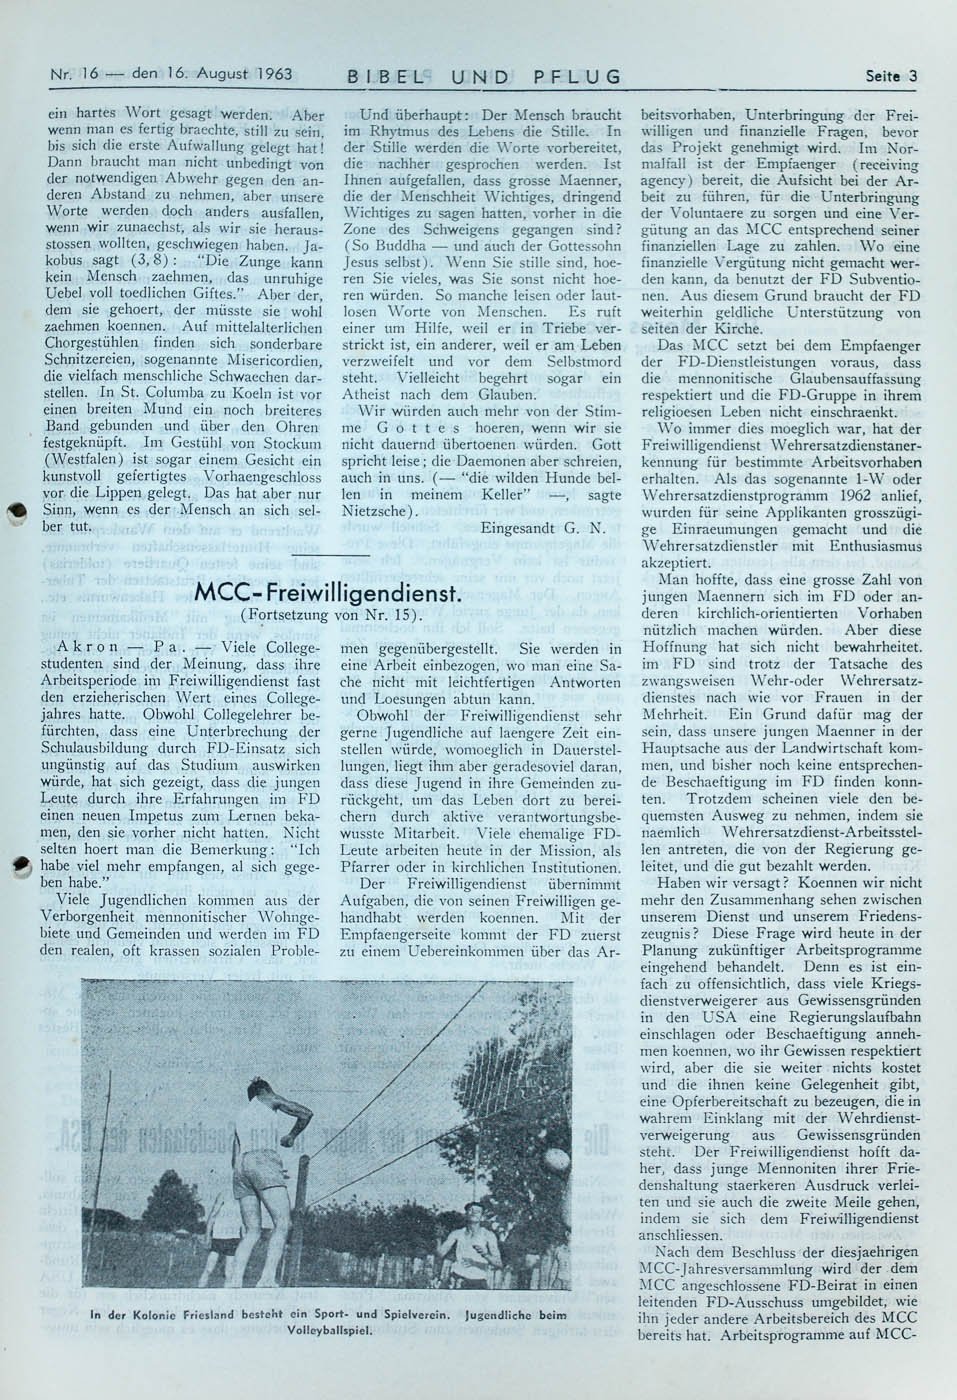 Nr. 16 — den 16. August 1963
BIBEL UND PFLUG
Seite 3
ein hartes Wort gesagt werden. Aber
wenn man es fertig braechte, still zu sein,
bis sich die erste Aufwallung gelegt hat!
Dann braucht man nicht unbedingt von
der notwendigen Abwehr gegen den an-
deren Abstand zu nehmen, aber unsere
Worte werden doch anders ausfallen,
wenn wir zunaechst, als wir sie heraus-
stossen wollten, geschwiegen haben. Ja-
kobus sagt (3, 8) : "Die Zunge kann
kein Mensch zaehmen, das unruhige
Uebel voll toedlichen Giftes." Aber der,
dem sie gehoert, der müsste sie wohl
zaehmen koennen. Auf mittelalterlichen
Chorgestühlen finden sich sonderbare
Schnitzereien, sogenannte Misericordien,
die vielfach menschliche Schwaechen dar-
stellen. In St. Columba zu Koeln ist vor
einen breiten Mund ein noch breiteres
Band gebunden und über den Ohren
festgeknüpft. Im Gestühl von Stockum
(Westfalen) ist sogar einem Gesicht ein
kunstvoll gefertigtes Vorhaengeschloss
vor die Lippen gelegt. Das hat aber nur
Sinn, wenn es der Mensch an sich sel-
ber tut.
Und überhaupt: Der Mensch braucht
im Rhytmus des Lebens die Stille. In
der Stille werden die Worte vorbereitet,
die nachher gesprochen werden. Ist
Ihnen aufgefallen, dass grosse Maenner,
die der Menschheit Wichtiges, dringend
Wichtiges zu sagen hatten, vorher in die
Zone des Schweigens gegangen sind?
(So Buddha — und auch der Gottessohn
Jesus selbst). Wenn Sie stille sind, hoe-
ren Sie vieles, was Sie sonst nicht hoe-
ren würden. So manche leisen oder laut-
losen Worte von Menschen. Es ruft
einer um Hilfe, weil er in Triebe ver-
strickt ist, ein anderer, weil er am Leben
verzweifelt und vor dem Selbstmord
steht. Vielleicht begehrt sogar ein
Atheist nach dem Glauben.
Wir würden auch mehr von der Stim-
me Gottes hoeren, wenn wir sie
nicht dauernd übertoenen würden. Gott
spricht leise; die Daemonen aber schreien,
auch in uns. (— "die wilden Hunde bel-
len in meinem Keller" —, sagte
Nietzsche).
Eingesandt G. N.
MCC-Freiwilligendienst.
(Fortsetzung von Nr. 15).
Akron — Pa. — Viele College-
studenten sind der Meinung, dass ihre
Arbeitsperiode im Freiwilligendienst fast
den erzieherischen Wert eines College-
jahres hatte. Obwohl Collegelehrer be-
fürchten, dass eine Unterbrechung der
Schulausbildung durch FD-Einsatz sich
ungünstig auf das Studium auswirken
würde, hat sich gezeigt, dass die jungen
Leute durch ihre Erfahrungen im FD
einen neuen Impetus zum Lernen beka-
men, den sie vorher nicht hatten. Nicht
selten hoert man die Bemerkung: "Ich
habe viel mehr empfangen, al sich gege-
ben habe."
Viele Jugendlichen kommen aus der
Verborgenheit mennonitischer Wohnge-
biete und Gemeinden und werden im FD
den realen, oft krassen sozialen Proble-
men gegenübergestellt. Sie werden in
eine Arbeit einbezogen, wo man eine Sa-
che nicht mit leichtfertigen Antworten
und Loesungen abtun kann.
Obwohl der Freiwilligendienst sehr
gerne Jugendliche auf laengere Zeit ein-
stellen würde, womoeglich in Dauerstel-
lungen, liegt ihm aber geradesoviel daran,
dass diese Jugend in ihre Gemeinden zu-
rückgeht, um das Leben dort zu berei-
chern durch aktive verantwortungsbe-
wusste Mitarbeit. Viele ehemalige FD-
Leute arbeiten heute in der Mission, als
Pfarrer oder in kirchlichen Institutionen.
Der Freiwilligendienst übernimmt
Aufgaben, die von seinen Freiwilligen ge-
handhabt werden koennen. Mit der
Empfaengerseite kommt der FD zuerst
zu einem Uebereinkommen über das Ar-
beitsvorhaben, Unterbringung der Frei-
willigen und finanzielle Fragen, bevor
das Projekt genehmigt wird. Im Nor-
malfall ist der Empfaenger (receiving
agency) bereit, die Aufsicht bei der Ar-
beit zu führen, für die Unterbringung
der Voluntaere zu sorgen und eine Ver-
gütung an das MCC entsprechend seiner
finanziellen Lage zu zahlen. Wo eine
finanzielle Vergütung nicht gemacht wer-
den kann, da benutzt der FD Subventio-
nen. Aus diesem Grund braucht der FD
weiterhin geldliche Unterstützung von
seiten der Kirche.
Das MCC setzt bei dem Empfaenger
der FD-Dienstleistungen voraus, dass
die mennonitische Glaubensauffassung
respektiert und die FD-Gruppe in ihrem
religioesen Leben nicht einschraenkt.
Wo immer dies moeglich war, hat der
Freiwilligendienst Wehrersatzdienstaner-
kennung für bestimmte Arbeitsvorhaben
erhalten. Als das sogenannte 1-W oder
Wehrersatzdienstprogramm 1962 anlief,
wurden für seine Applikanten grosszügi-
ge Einraeumungen gemacht und die
Wehrersatzdienstler mit Enthusiasmus
akzeptiert.
Man hoffte, dass eine grosse Zahl von
jungen Maennern sich im FD oder an-
deren kirchlich-orientierten Vorhaben
nützlich machen würden. Aber diese
Hoffnung hat sich nicht bewahrheitet.
im FD sind trotz der Tatsache des
zwangsweisen Wehr-oder Wehrersatz-
dienstes nach wie vor Frauen in der
Mehrheit. Ein Grund dafür mag der
sein, dass unsere jungen Maenner in der
Hauptsache aus der Landwirtschaft kom-
men, und bisher noch keine entsprechen-
de Beschaeftigung im FD finden konn-
ten. Trotzdem scheinen viele den be-
quemsten Ausweg zu nehmen, indem sie
naemlich Wehrersatzdienst-Arbeitsstel-
len antreten, die von der Regierung ge-
leitet, und die gut bezahlt werden.
Haben wir versagt? Koennen wir nicht
mehr den Zusammenhang sehen zwischen
unserem Dienst und unserem Friedens-
zeugnis? Diese Frage wird heute in der
Planung zukünftiger Arbeitsprogramme
eingehend behandelt. Denn es ist ein-
fach zu offensichtlich, dass viele Kriegs-
dienstverweigerer aus Gewissensgründen
in den USA eine Regierungslaufbahn
einschlagen oder Beschaeftigung anneh-
men koennen, wo ihr Gewissen respektiert
wird, aber die sie weiter nichts kostet
und die ihnen keine Gelegenheit gibt,
eine Opferbereitschaft zu bezeugen, die in
wahrem Einklang mit der Wehrdienst-
verweigerung aus Gewissensgründen
steht. Der Freiwilligendienst hofft da-
her, dass junge Mennoniten ihrer Frie-
denshaltung staerkeren Ausdruck verlei-
ten und sie auch die zweite Meile gehen,
indem sie sich dem Freiwilligendienst
anschliessen.
Nach dem Beschluss der diesjaehrigen
MCC-Jahresversammlung wird der dem
MCC angeschlossene FD-Beirat in einen
leitenden FD-Ausschuss umgebildet, wie
ihn jeder andere Arbeitsbereich des MCC
bereits hat. Arbeitsprogramme auf MCC-
In der Kolonie Friesland besteht ein Sport- und Spielverein. Jugendliche beim
Volleyballspiel.